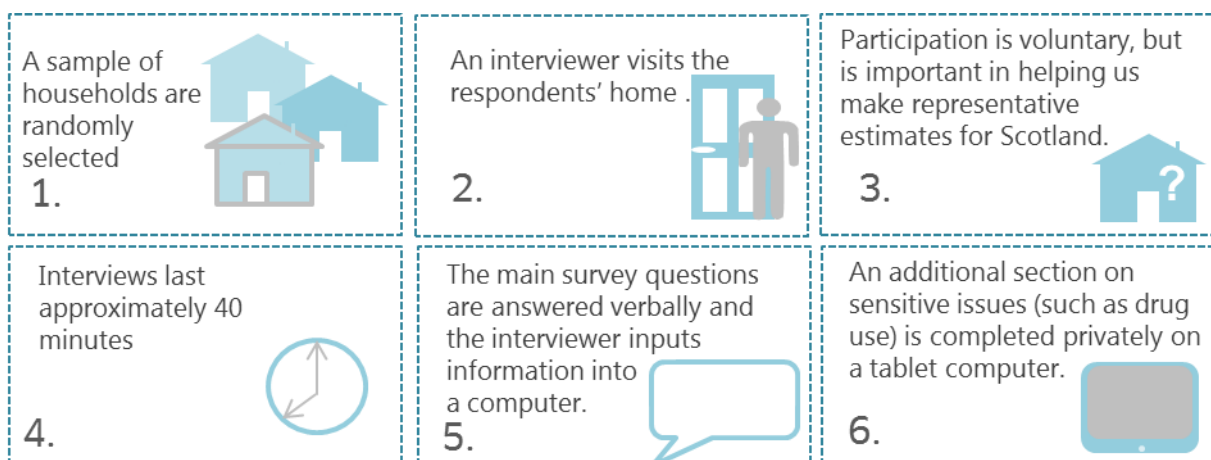 A sample of
households are
randomly
selected
1.
An interviewer visits the
respondents’ home .
2.
Participation is voluntary, but
is important in helping us
make representative
estimates for Scotland.
?
3.
Interviews last
approximately 40
minutes
4.
The main survey questions
are answered verbally and
the interviewer inputs
information into
a computer.
5.
An additional section on
sensitive issues (such as drug
use) is completed privately on
a tablet computer.
6.